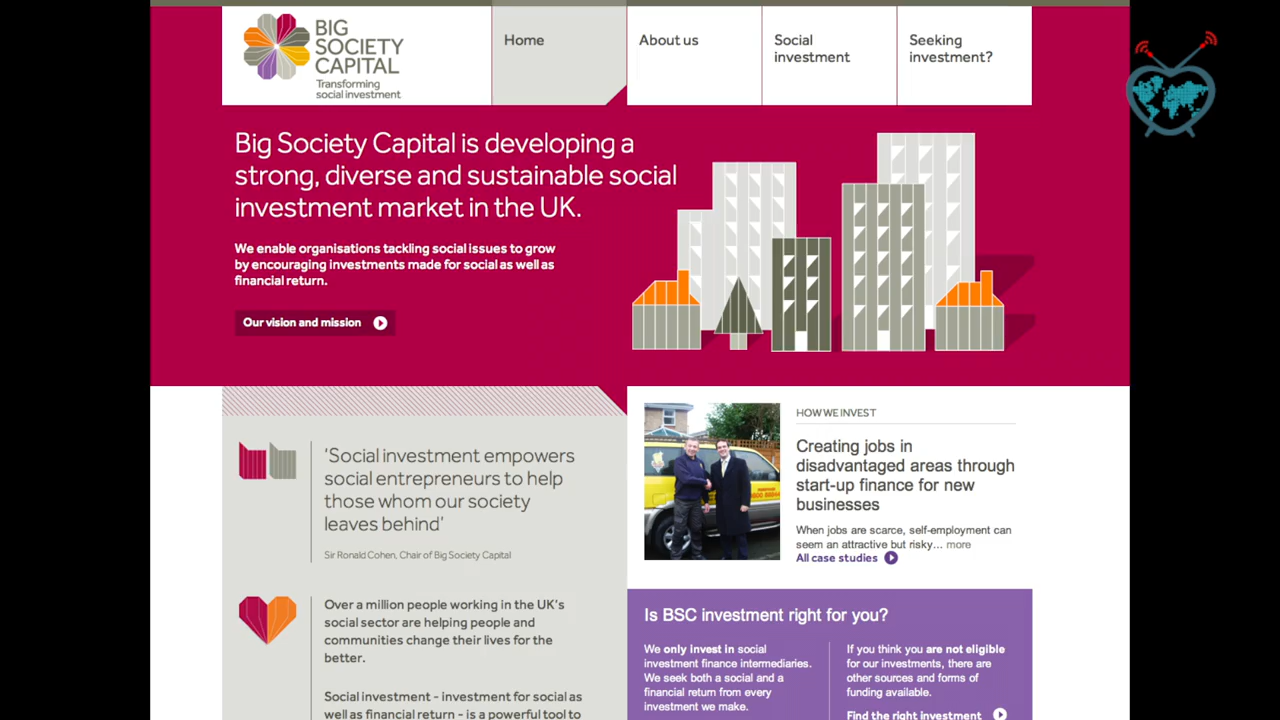 BIG
SOCIETY
CAPITAL
Transforming
social investment
Home
About us
Social
investment
Seeking
investment?
Big Society Capital is developing a
strong, diverse and sustainable social
investment market in the UK.
We enable organisations tackling social issues to grow
by encouraging investments made for social as well as
financial return.
Our vision and mission
'Social investment empowers
social entrepreneurs to help
those whom our society
leaves behind'
Sir Ronald Cohen, Chair of Big Society Capital
Over a million people working in the UK's
social sector are helping people and
communities change their lives for the
better.
Social investment - investment for social as
well as financial return - is a powerful tool to
HOW WE INVEST
Creating jobs in
disadvantaged areas through
start-up finance for new
businesses
When jobs are scarce, self-employment can
seem an attractive but risky... more
All case studies
Is BSC investment right for you?
We only invest in social
investment finance intermediaries.
We seek both a social and a
financial return from every
investment we make.
If you think you are not eligible
for our investments, there are
other sources and forms of
funding available.
Find the right investment